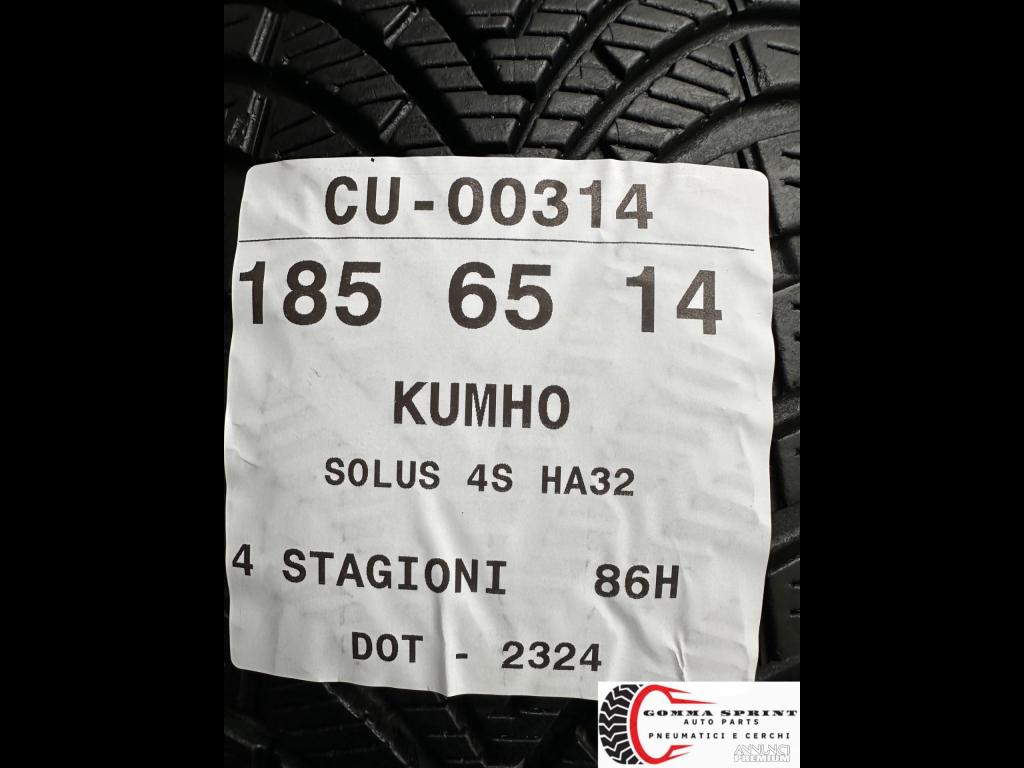 CU-00314
185 65 14
KUMHO
SOLUS 4S HA32
4 STAGIONI 86H
DOT - 2324
GOMMA SPRINT
AUTO PARTS
PNEUMATICI E CERCHI
ANNUNCI
PREMIUM